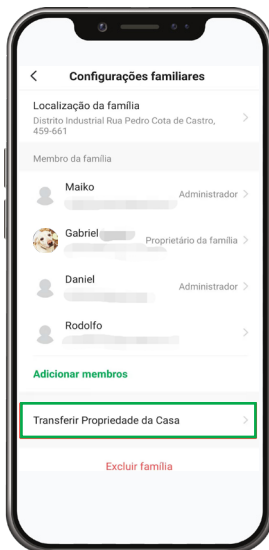 Configurações familiares
Localização da família
Distrito Industrial Rua Pedro Cota de Castro,
459-661
Membro da família
Maiko
Administrador
Gabriel
Proprietário da família
Daniel
Administrador
Rodolfo
Adicionar membros
Transferir Propriedade da Casa
Excluir família